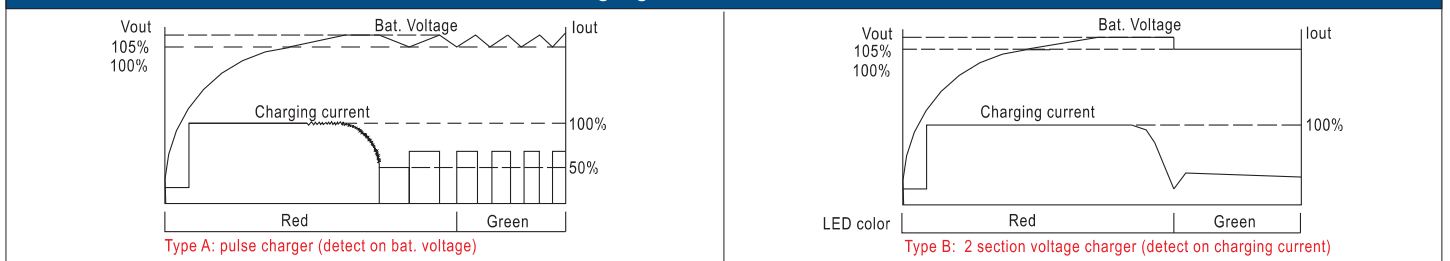 Vout
Bat. Voltage
Iout
105%
100%
Charging current
100%
50%
Red
Green
Type A: pulse charger (detect on bat. voltage)
Vout
Bat. Voltage
Iout
105%
100%
Charging current
100%
LED color
Red
Green
Type B: 2 section voltage charger (detect on charging current)